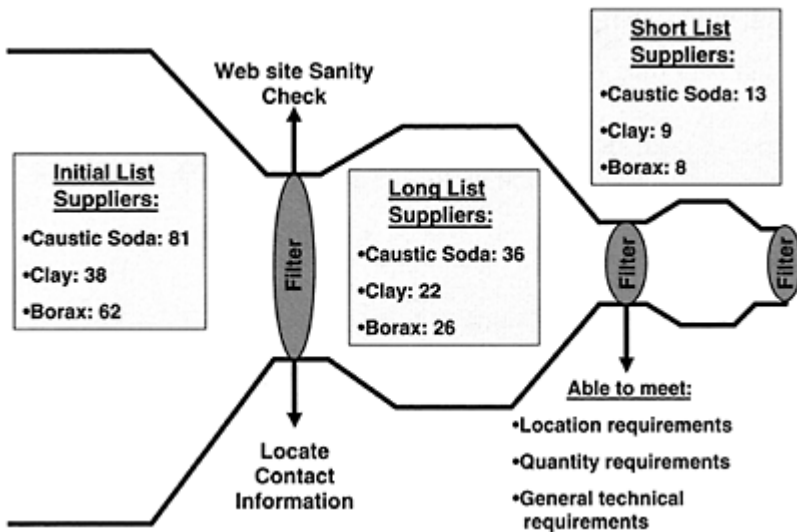 Initial List
Suppliers:
•Caustic Soda: 81
•Clay: 38
•Borax: 62
Web site Sanity
Check
Filter
Locate
Contact
Information
Long List
Suppliers:
•Caustic Soda: 36
•Clay: 22
•Borax: 26
Short List
Suppliers:
•Caustic Soda: 13
•Clay: 9
•Borax: 8
Filter
Able to meet:
•Location requirements
•Quantity requirements
•General technical
requirements
Filter